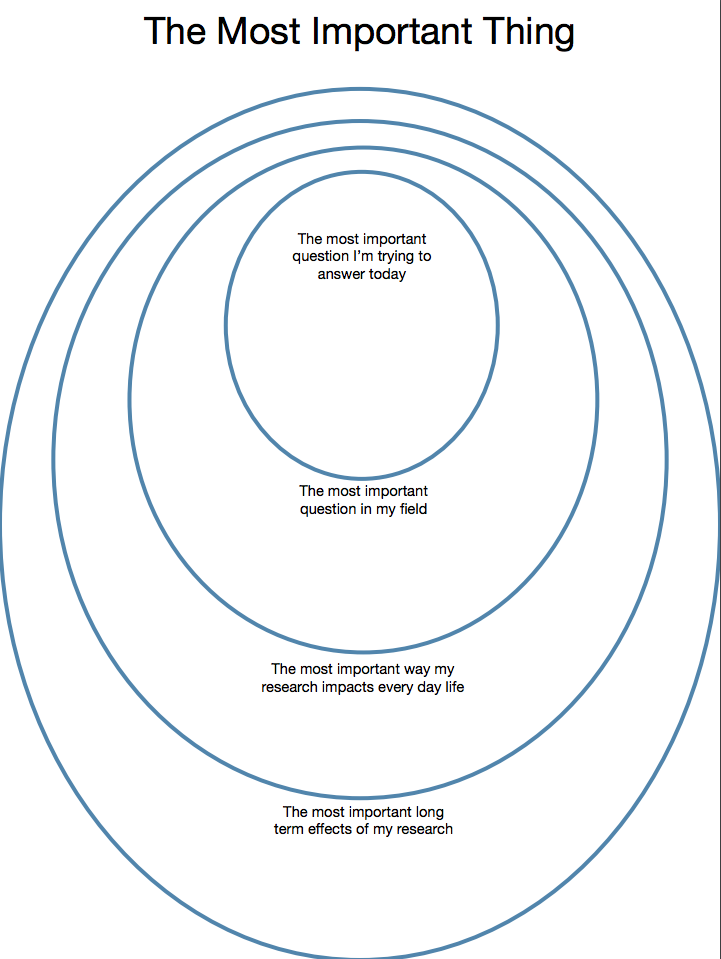 The Most Important Thing
The most important
question I'm trying to
answer today
The most important
question in my field
The most important way my
research impacts every day life
The most important long
term effects of my research